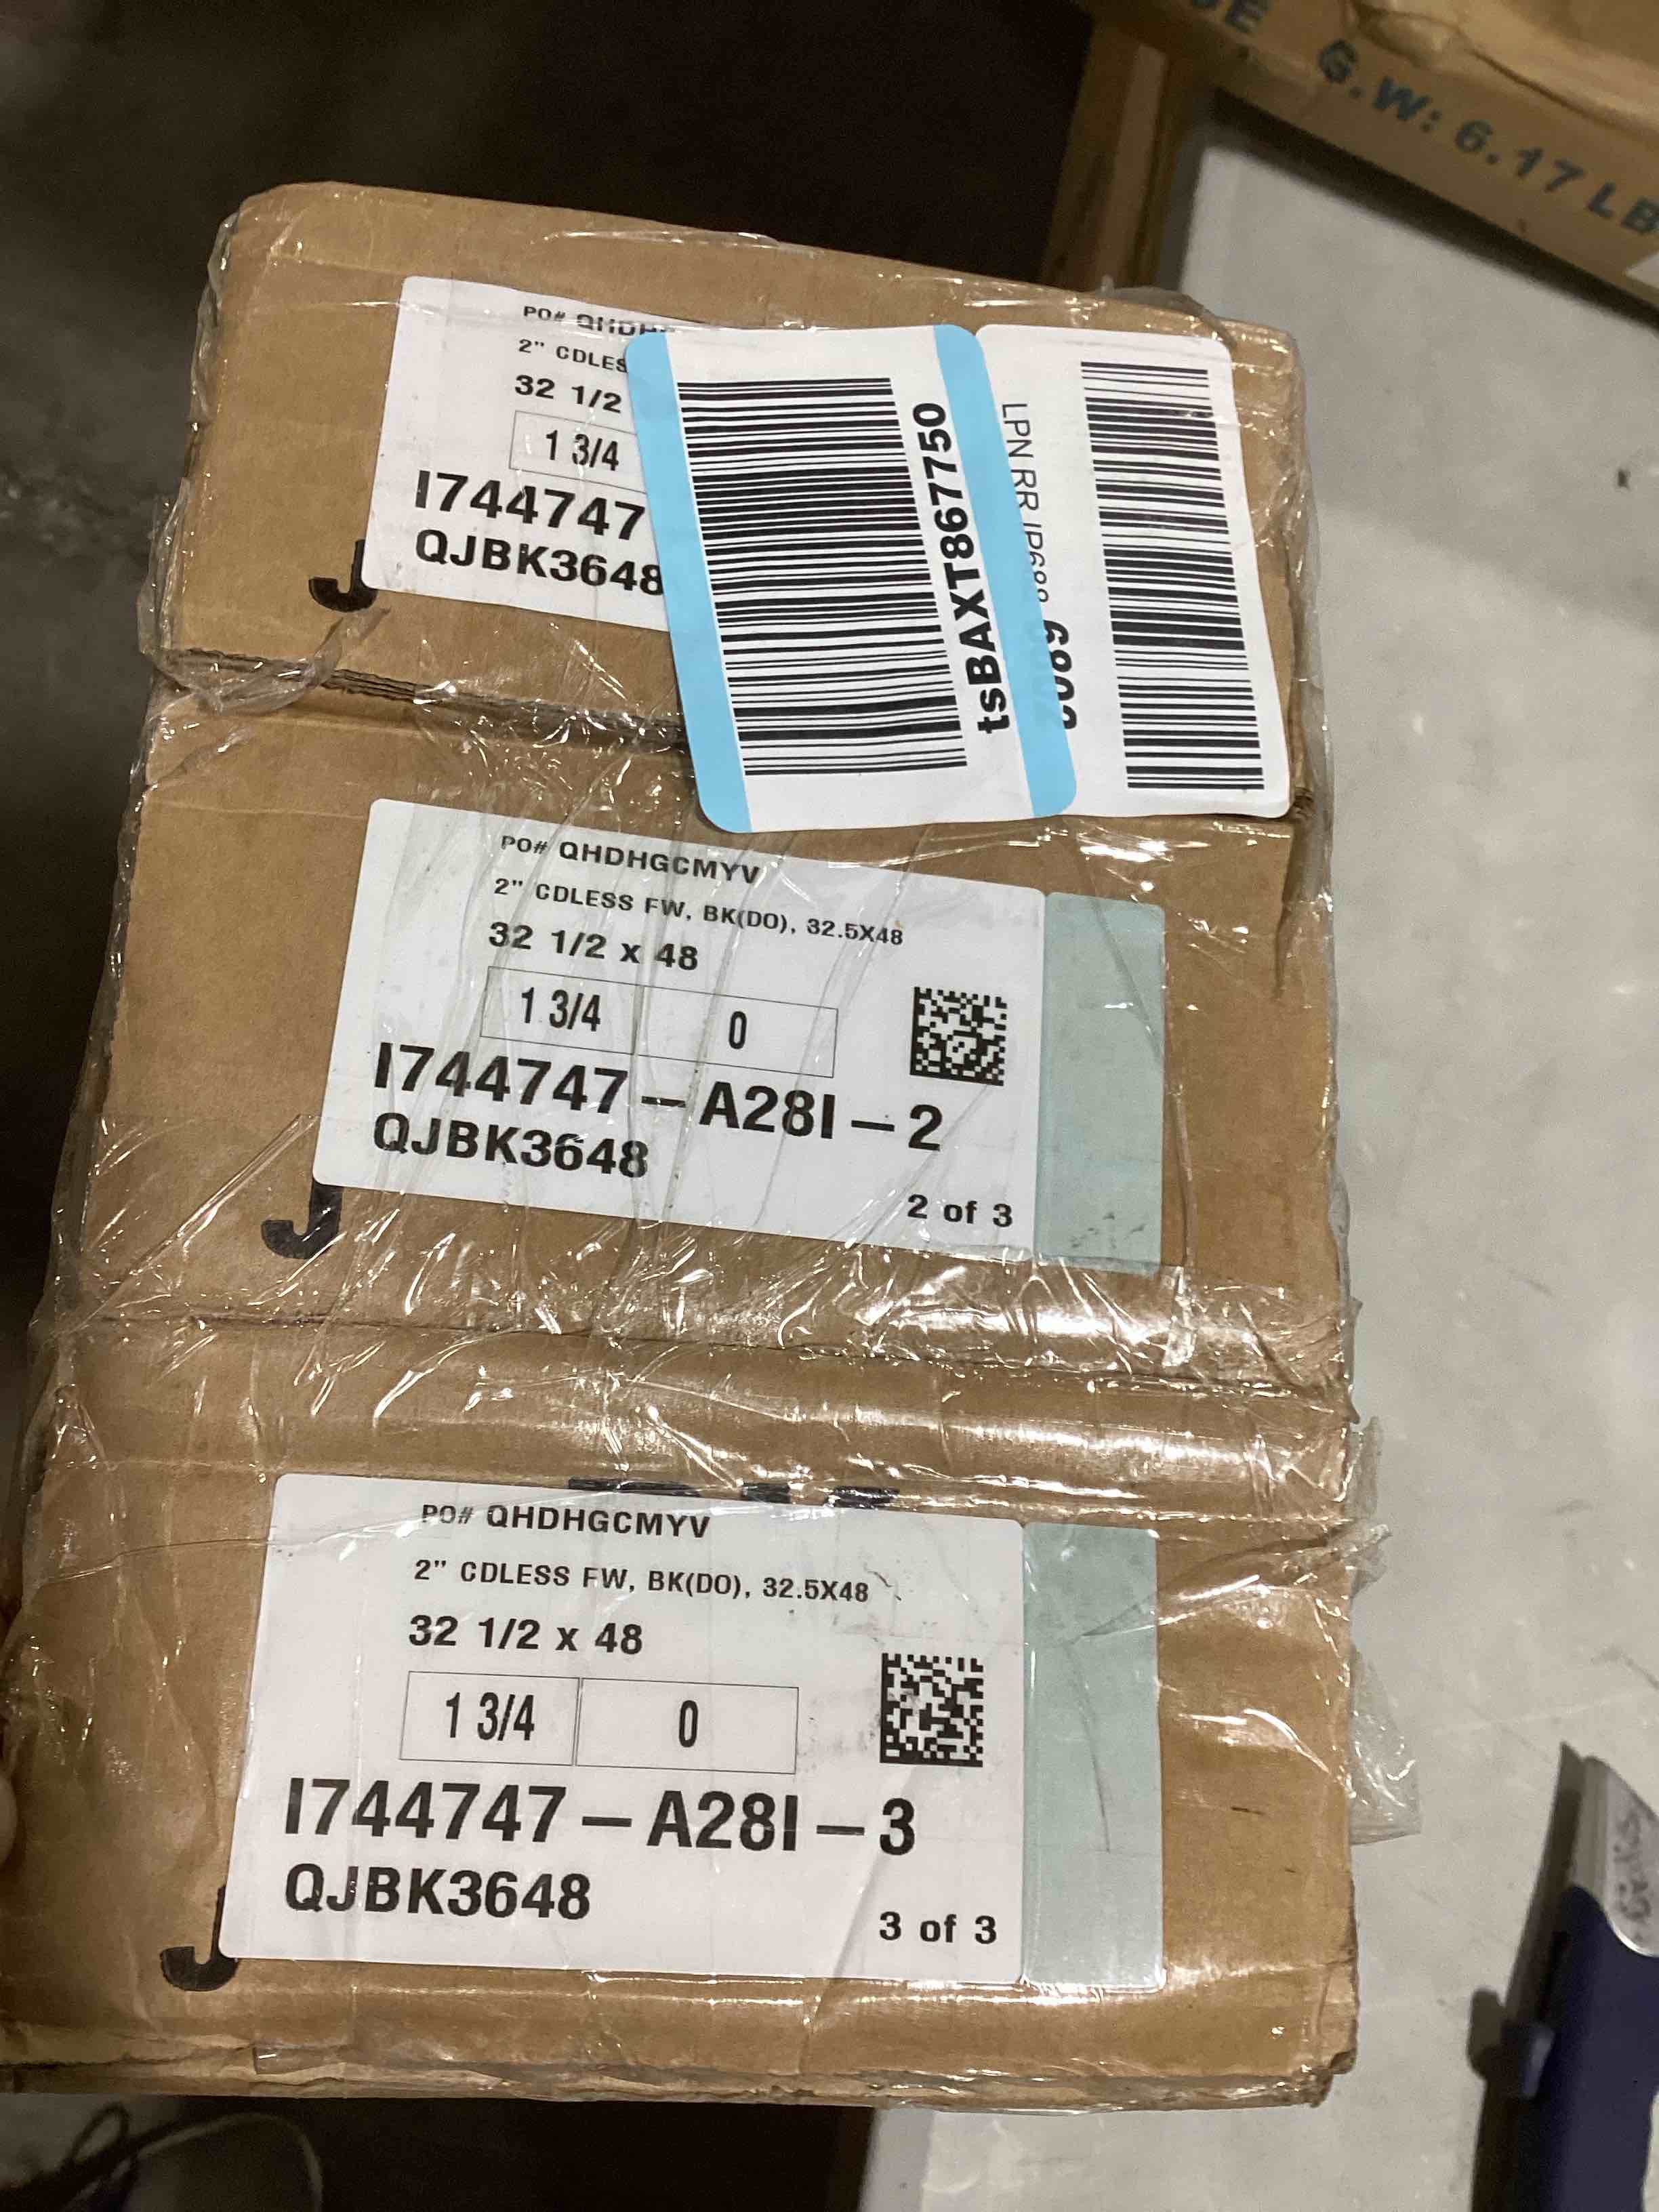 G.W: 6.17 LB
PO# QHDHG
2" CDLES
32 1/2
1 3/4
I744747
QJBK3648
tsBAXT867750
LPN RR
J
PO# QHDHGCMYV
2" CDLESS FW, BK(DO), 32.5X48
32 1/2 x 48
1 3/4 0
I744747-A28I-2
QJBK3648
2 of 3
J
PO# QHDHGCMYV
2" CDLESS FW, BK(DO), 32.5X48
32 1/2 x 48
1 3/4 0
I744747-A28I-3
QJBK3648
3 of 3
J